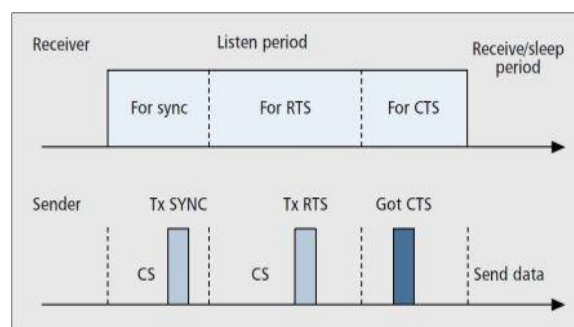 Receiver
Listen period
Receive/sleep
period
For sync
For RTS
For CTS
Sender
Tx SYNC
Tx RTS
Got CTS
CS
CS
Send data